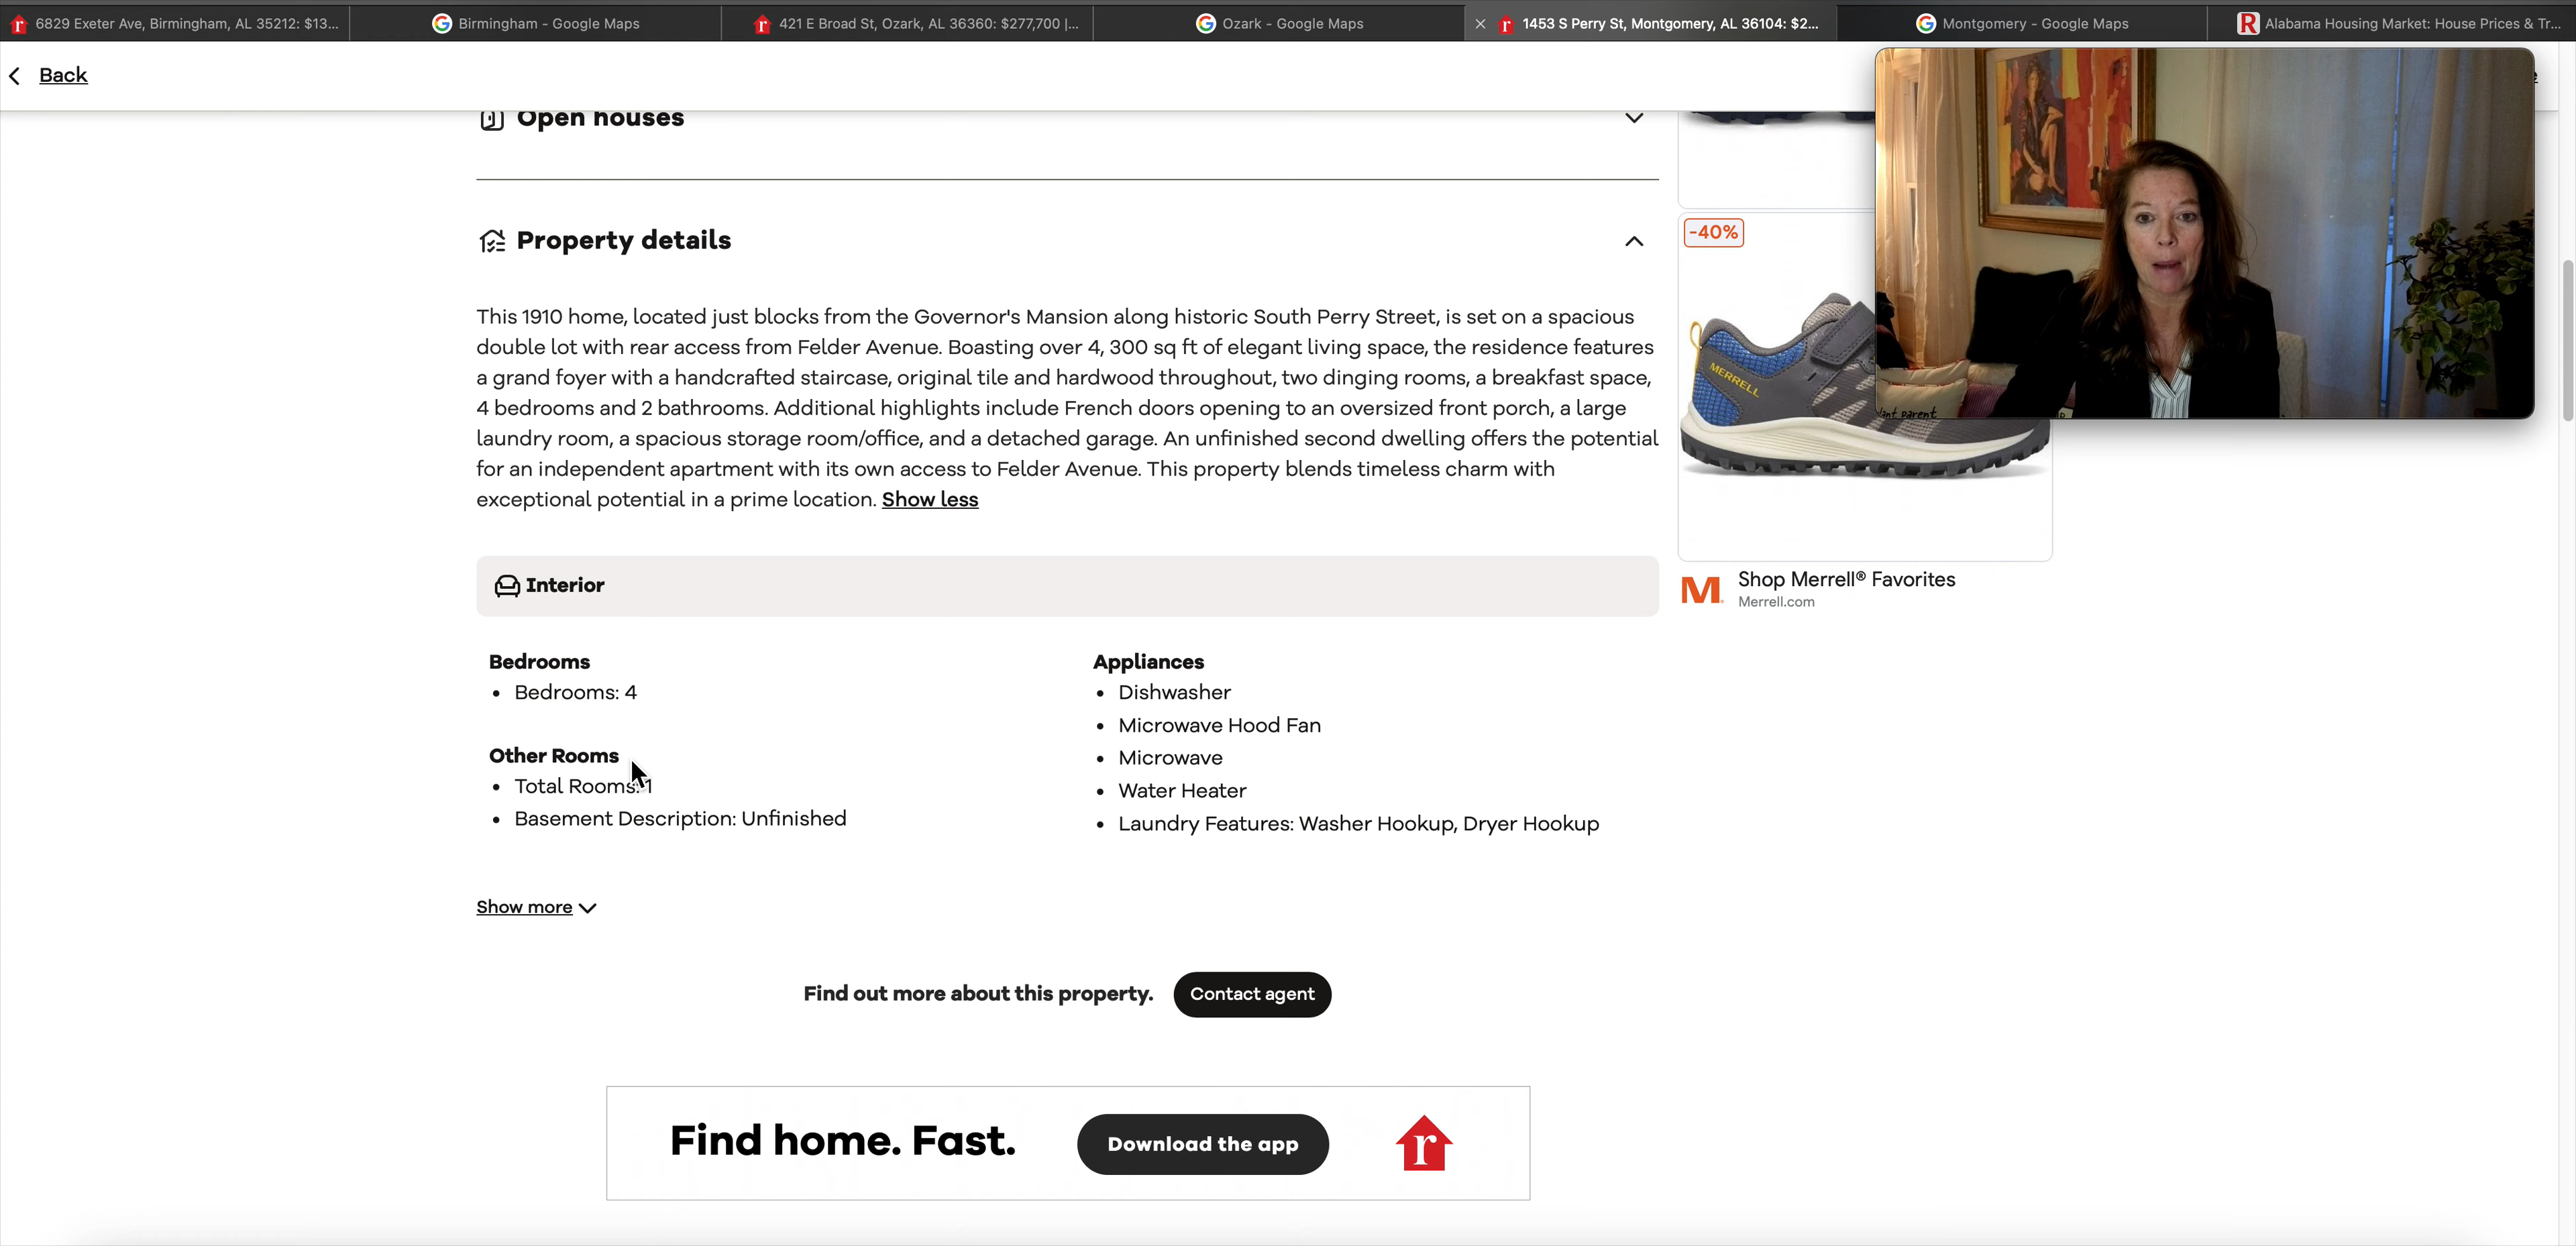 6829 Exeter Ave, Birmingham, AL 35212: $13...
Birmingham - Google Maps
421 E Broad St, Ozark, AL 36360: $277,700 |...
Ozark - Google Maps
1453 S Perry St, Montgomery, AL 36104: $2...
Montgomery - Google Maps
Alabama Housing Market: House Prices & Tr...
Back
Open houses
Property details
This 1910 home, located just blocks from the Governor's Mansion along historic South Perry Street, is set on a spacious
double lot with rear access from Felder Avenue. Boasting over 4, 300 sq ft of elegant living space, the residence features
a grand foyer with a handcrafted staircase, original tile and hardwood throughout, two dinging rooms, a breakfast space,
4 bedrooms and 2 bathrooms. Additional highlights include French doors opening to an oversized front porch, a large
laundry room, a spacious storage room/office, and a detached garage. An unfinished second dwelling offers the potential
for an independent apartment with its own access to Felder Avenue. This property blends timeless charm with
exceptional potential in a prime location. Show less
Interior
Bedrooms
• Bedrooms: 4
Other Rooms
• Total Rooms: 1
• Basement Description: Unfinished
Appliances
• Dishwasher
• Microwave Hood Fan
• Microwave
• Water Heater
• Laundry Features: Washer Hookup, Dryer Hookup
Show more
Find out more about this property.
Contact agent
Find home. Fast.
Download the app
r
-40%
MERRELL
plant parent
M
Shop Merrell® Favorites
Merrell.com